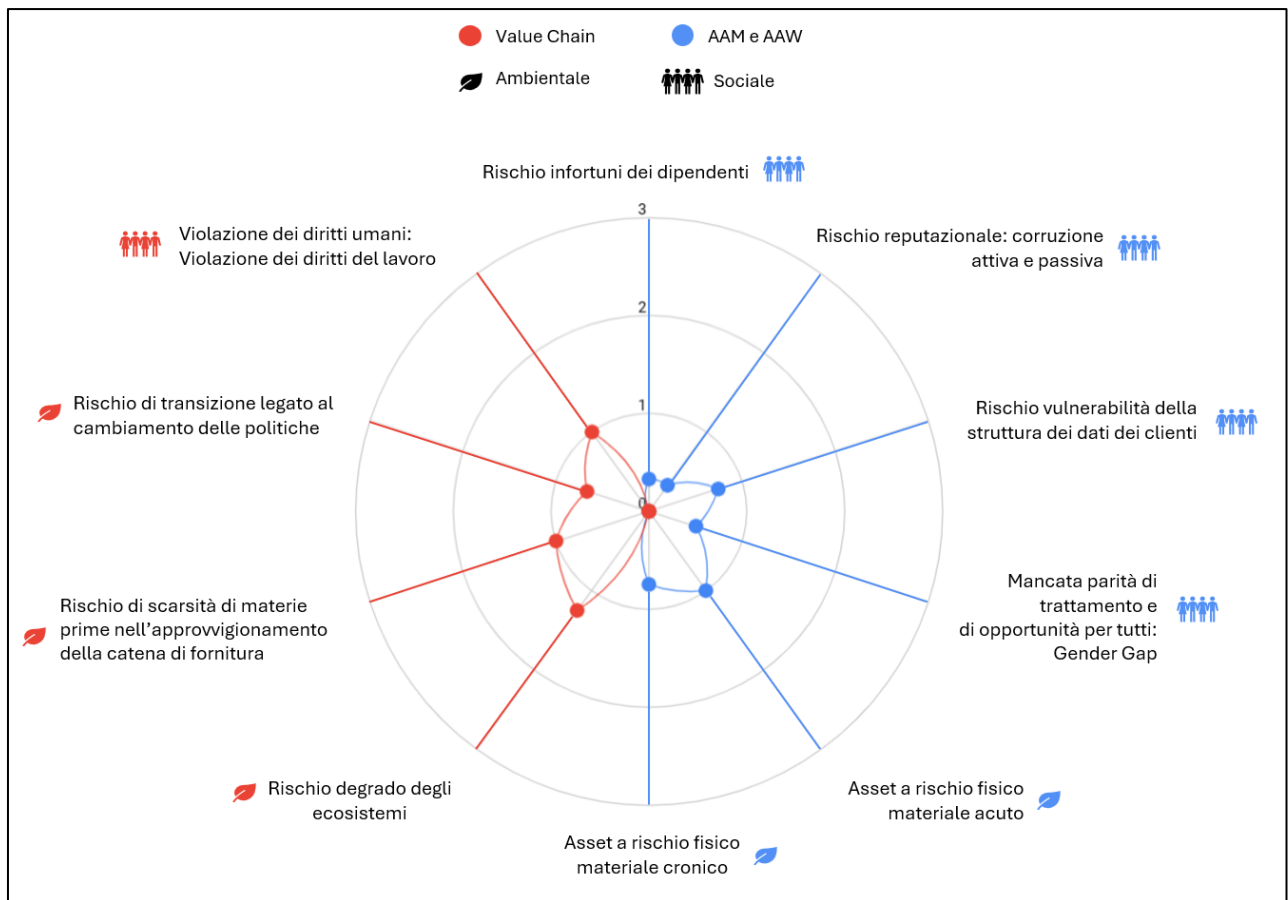 Value Chain
AAM e AAW
Ambientale
Sociale
Rischio infortuni dei dipendenti
Violazione dei diritti umani:
Violazione dei diritti del lavoro
Rischio reputazionale: corruzione
attiva e passiva
3
2
1
0
Rischio di transizione legato al
cambiamento delle politiche
Rischio vulnerabilità della
struttura dei dati dei clienti
Rischio di scarsità di materie
prime nell’approvvigionamento
della catena di fornitura
Mancata parità di
trattamento e
di opportunità per tutti:
Gender Gap
Rischio degrado degli
ecosistemi
Asset a rischio fisico
materiale acuto
Asset a rischio fisico
materiale cronico